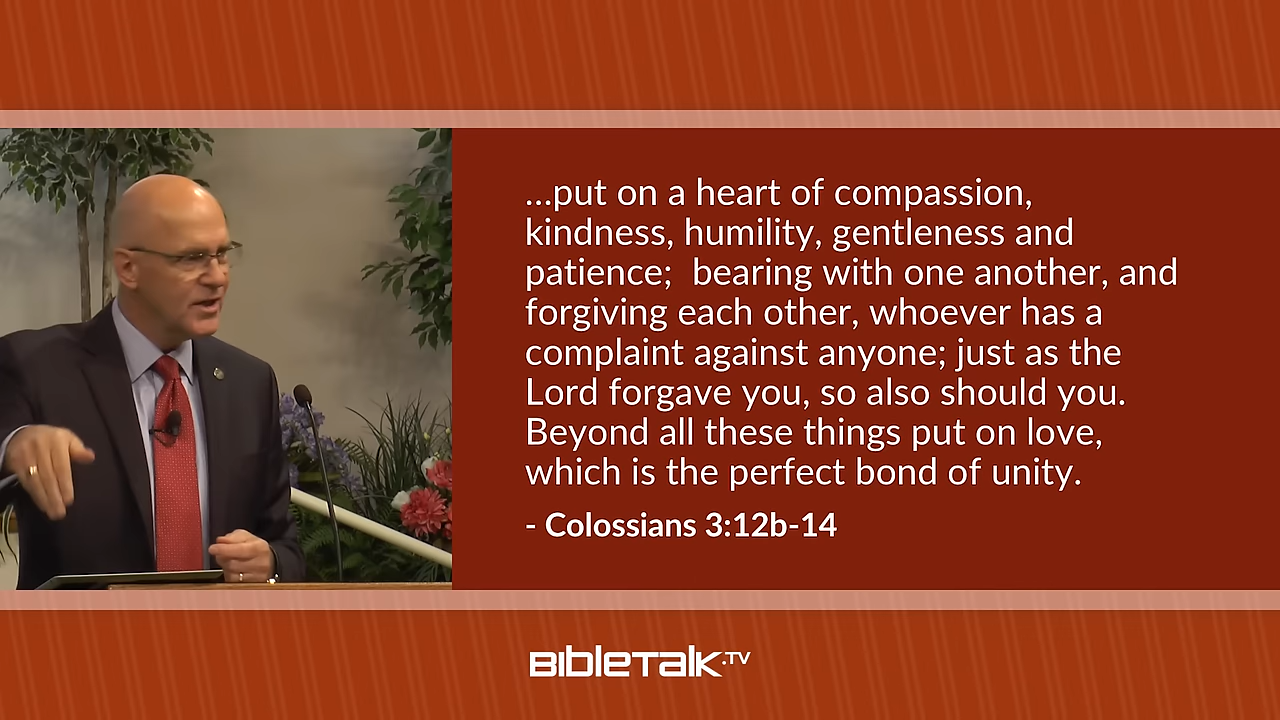 ...put on a heart of compassion,
kindness, humility, gentleness and
patience;  bearing with one another, and
forgiving each other, whoever has a
complaint against anyone; just as the
Lord forgave you, so also should you.
Beyond all these things put on love,
which is the perfect bond of unity.
- Colossians 3:12b-14
BIBLETALK.TV